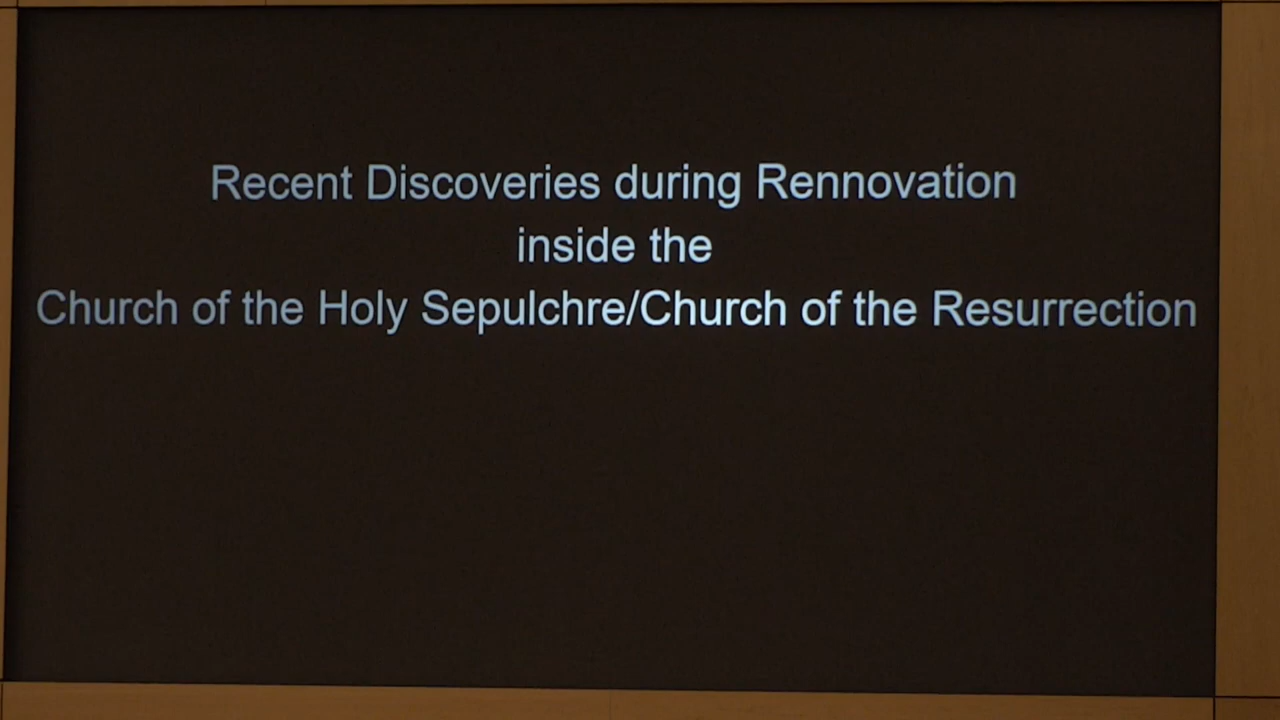 Recent Discoveries during Rennovation
inside the
Church of the Holy Sepulchre/Church of the Resurrection